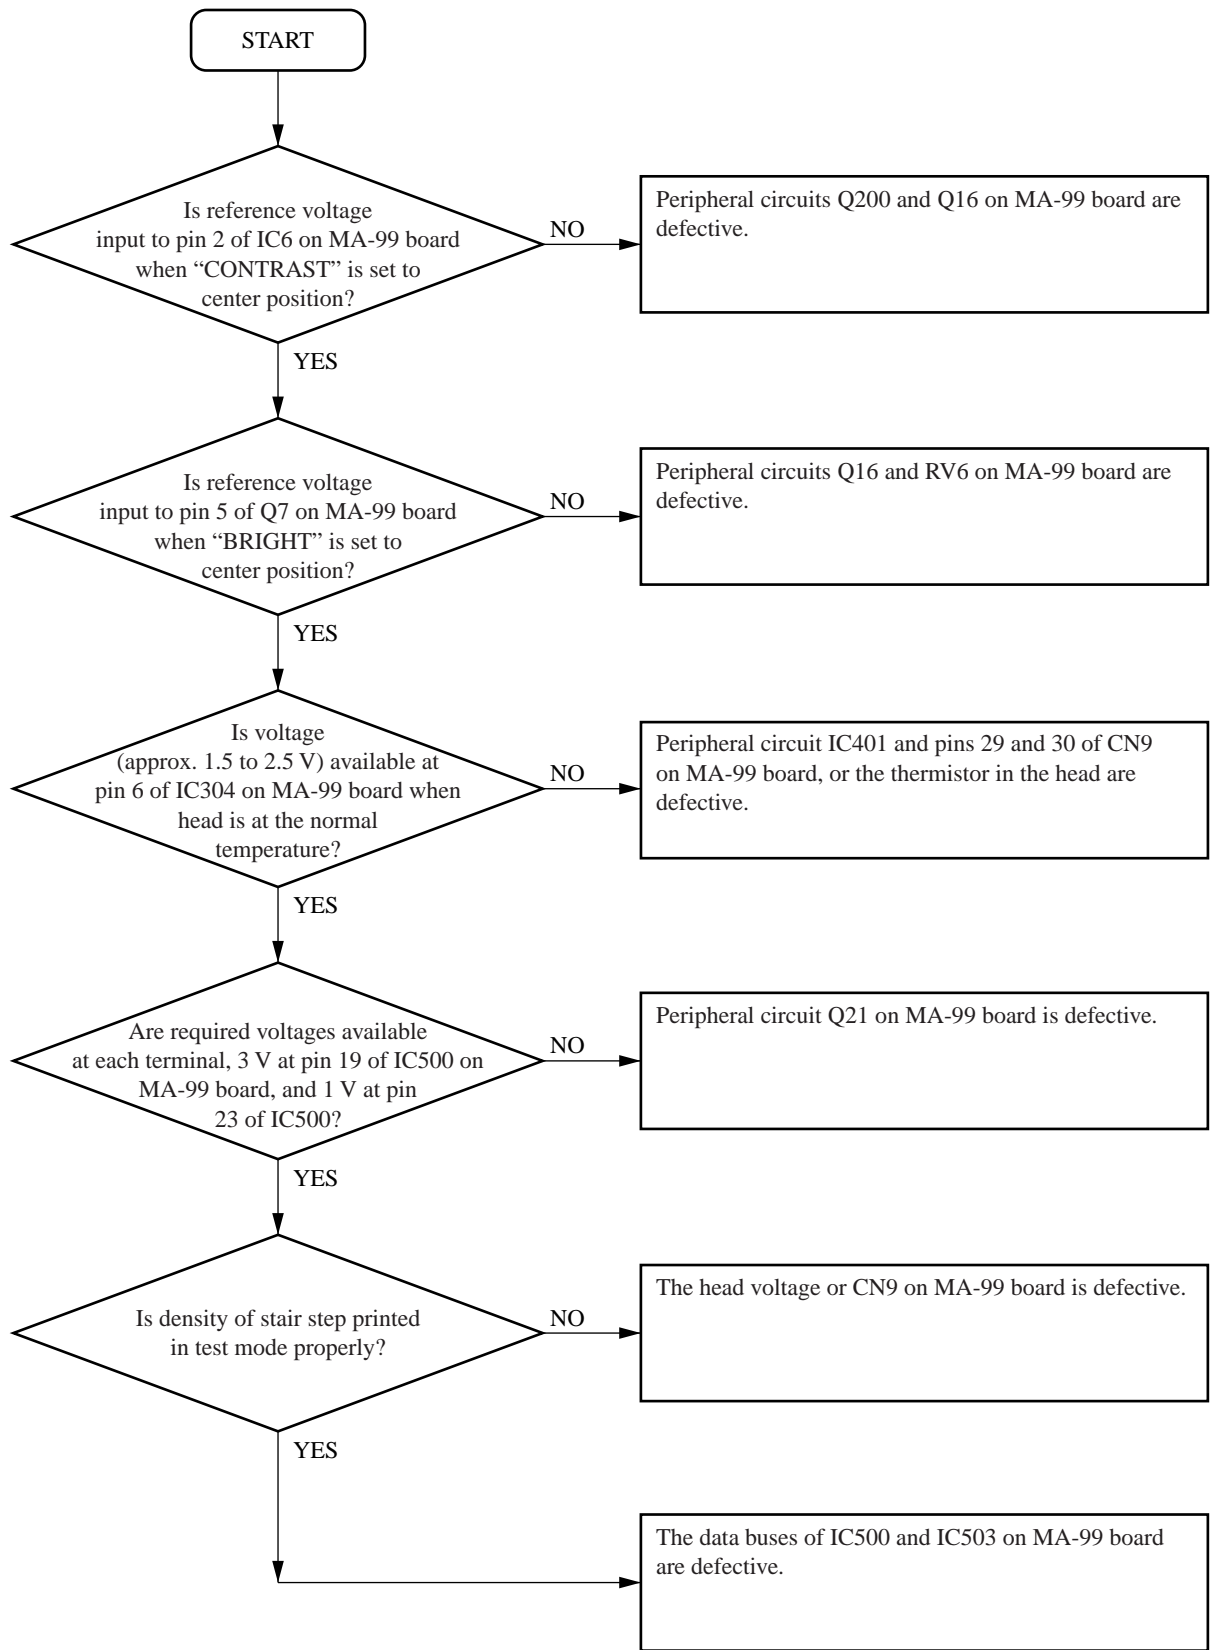 START
Is reference voltage
input to pin 2 of IC6 on MA-99 board
when “CONTRAST” is set to
center position?
NO
Peripheral circuits Q200 and Q16 on MA-99 board are
defective.
YES
Is reference voltage
input to pin 5 of Q7 on MA-99 board
when “BRIGHT” is set to
center position?
NO
Peripheral circuits Q16 and RV6 on MA-99 board are
defective.
YES
Is voltage
(approx. 1.5 to 2.5 V) available at
pin 6 of IC304 on MA-99 board when
head is at the normal
temperature?
NO
Peripheral circuit IC401 and pins 29 and 30 of CN9
on MA-99 board, or the thermistor in the head are
defective.
YES
Are required voltages available
at each terminal, 3 V at pin 19 of IC500 on
MA-99 board, and 1 V at pin
23 of IC500?
NO
Peripheral circuit Q21 on MA-99 board is defective.
YES
Is density of stair step printed
in test mode properly?
NO
The head voltage or CN9 on MA-99 board is defective.
YES
The data buses of IC500 and IC503 on MA-99 board
are defective.